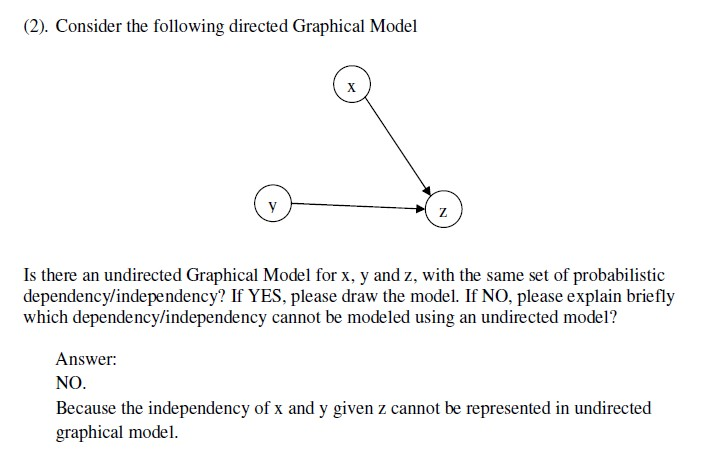 (2). Consider the following directed Graphical Model
x
y
z
Is there an undirected Graphical Model for x, y and z, with the same set of probabilistic
dependency/independency? If YES, please draw the model. If NO, please explain briefly
which dependency/independency cannot be modeled using an undirected model?
Answer:
NO.
Because the independency of x and y given z cannot be represented in undirected
graphical model.